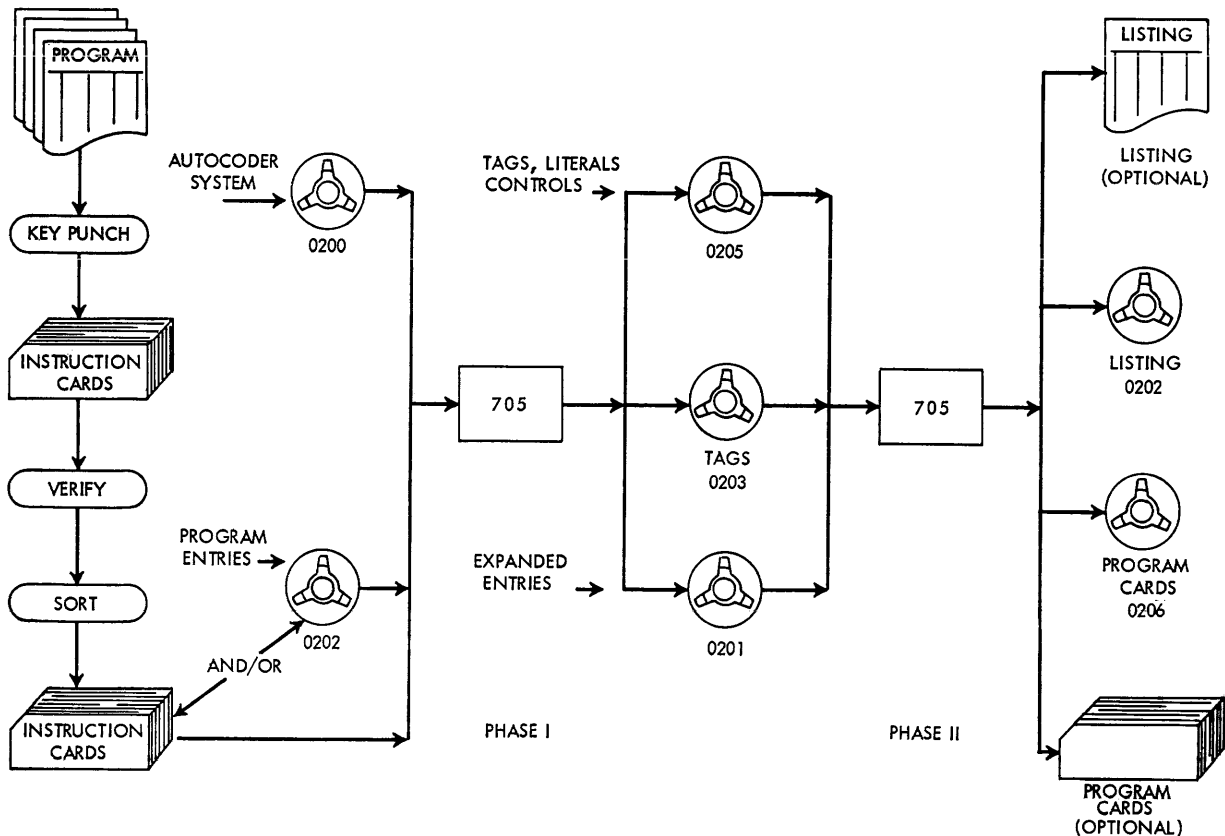 PROGRAM
KEY PUNCH
INSTRUCTION
CARDS
VERIFY
SORT
INSTRUCTION
CARDS
AUTOCODER
SYSTEM
0200
PROGRAM
ENTRIES
0202
AND/OR
705
PHASE I
TAGS, LITERALS
CONTROLS
0205
TAGS
0203
EXPANDED
ENTRIES
0201
705
PHASE II
LISTING
LISTING
(OPTIONAL)
LISTING
0202
PROGRAM
CARDS
0206
PROGRAM
CARDS
(OPTIONAL)